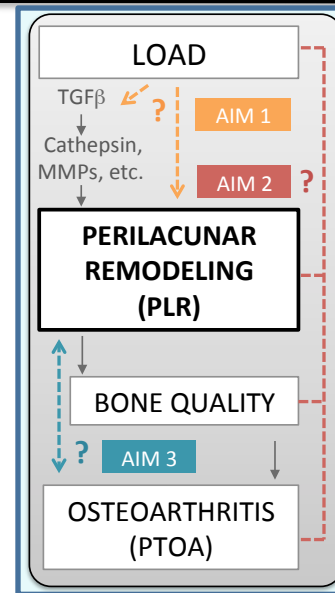 LOAD
TGFβ
?
AIM 1
Cathepsin,
MMPs, etc.
AIM 2
?
PERILACUNAR
REMODELING
(PLR)
BONE QUALITY
?
AIM 3
OSTEOARTHRITIS
(PTOA)